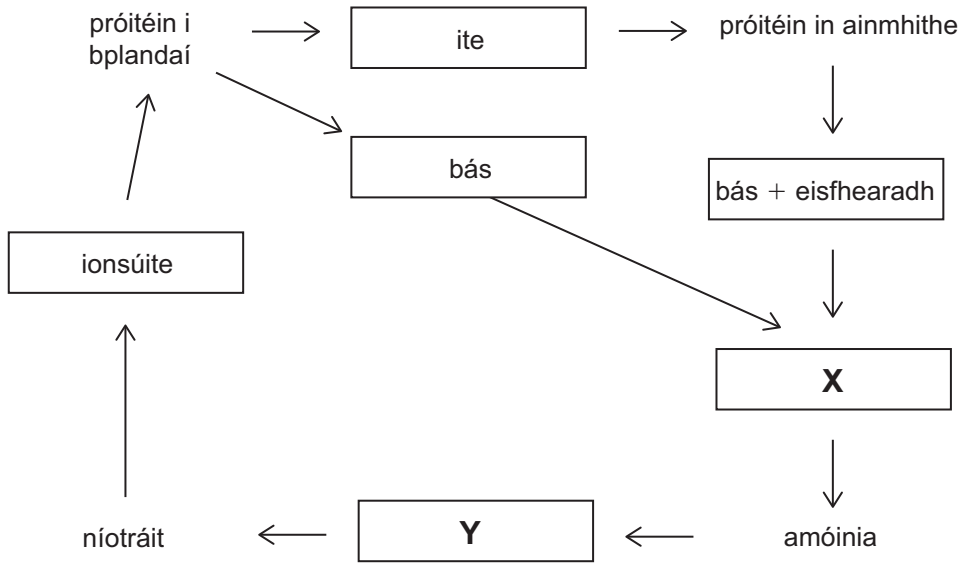 próitéin i
bplandaí
ite
próitéin in ainmhithe
bás
bás + eisfhearadh
ionsúite
X
níotráit
Y
amóinia